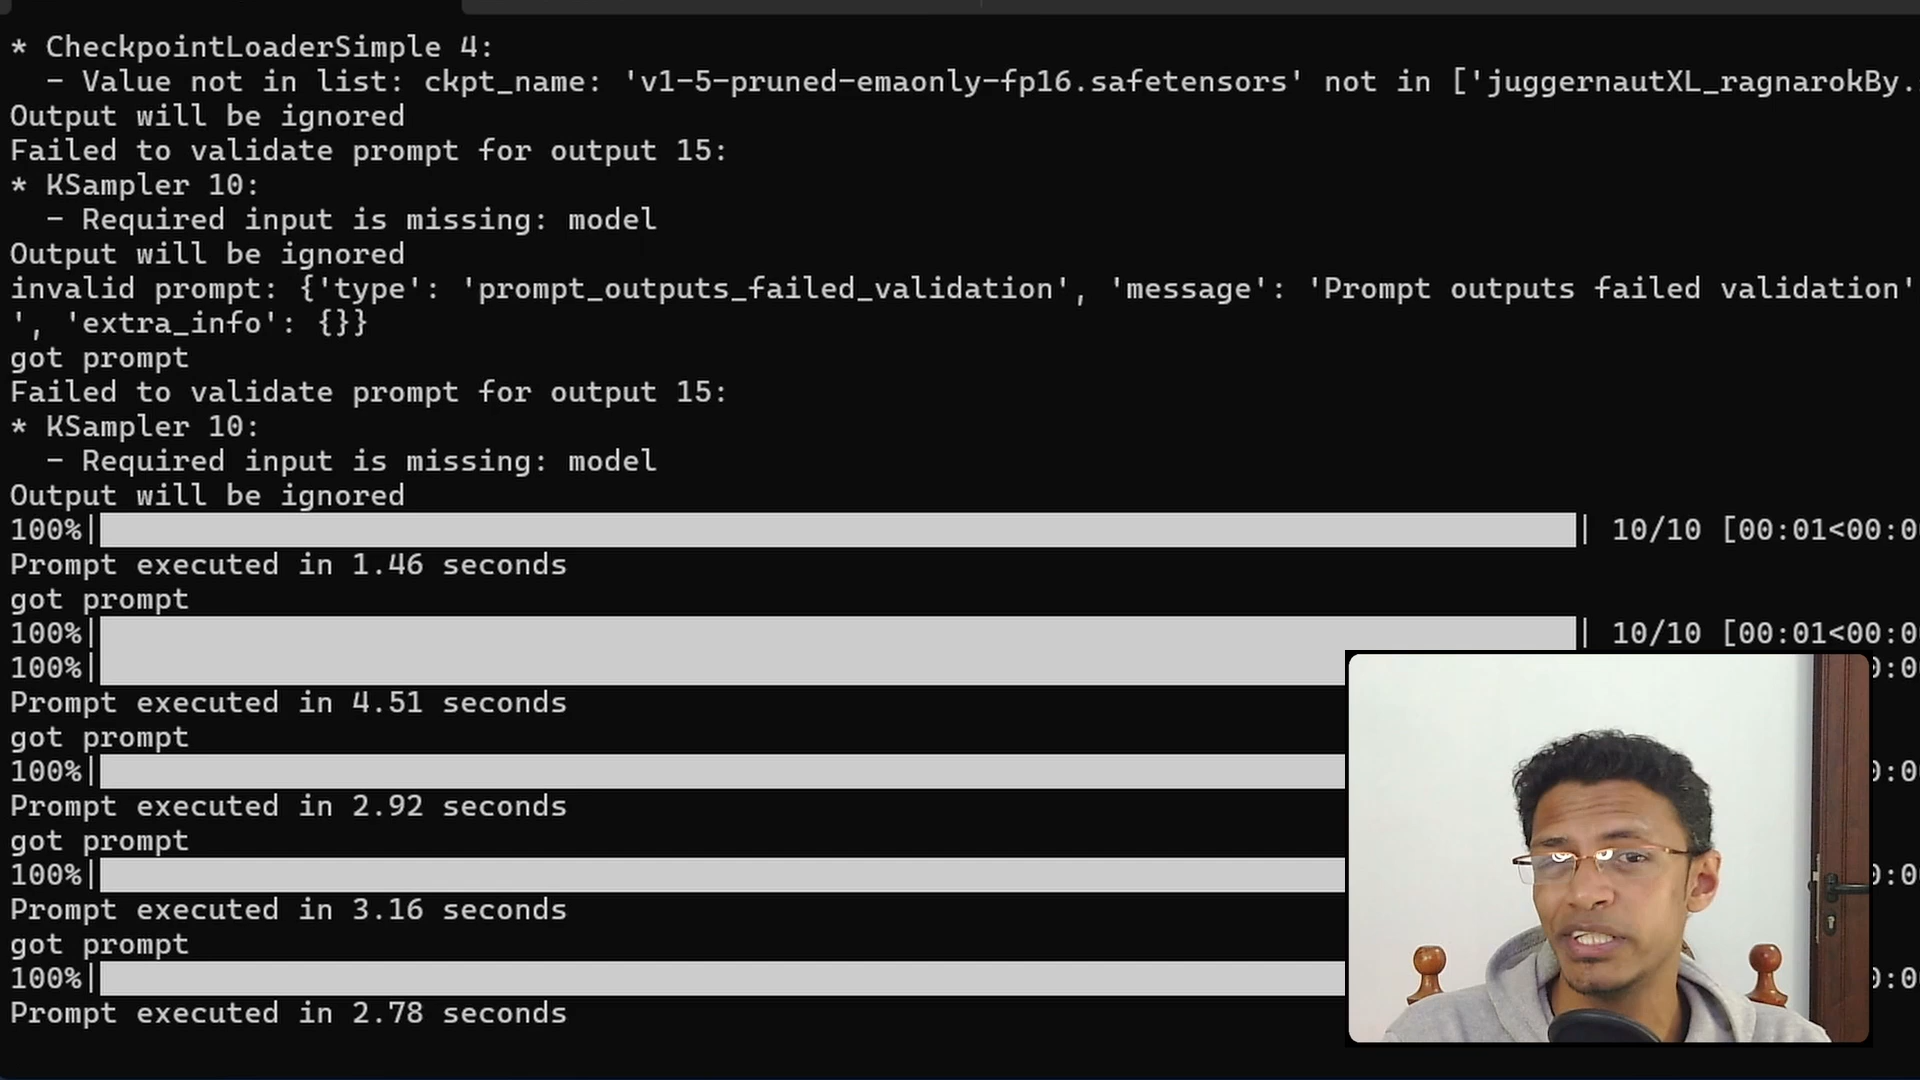 * CheckpointLoaderSimple 4:
- Value not in list: ckpt_name: 'v1-5-pruned-emaonly-fp16.safetensors' not in ['juggernautXL_ragnarokBy.
Output will be ignored
Failed to validate prompt for output 15:
* KSampler 10:
- Required input is missing: model
Output will be ignored
invalid prompt: {'type': 'prompt_outputs_failed_validation', 'message': 'Prompt outputs failed validation'
', 'extra_info': {}}
got prompt
Failed to validate prompt for output 15:
* KSampler 10:
- Required input is missing: model
Output will be ignored
100%| | 10/10 [00:01<00:0
Prompt executed in 1.46 seconds
got prompt
100%| | 10/10 [00:01<00:0
100%|
Prompt executed in 4.51 seconds
got prompt
100%|
Prompt executed in 2.92 seconds
got prompt
100%|
Prompt executed in 3.16 seconds
got prompt
100%|
Prompt executed in 2.78 seconds